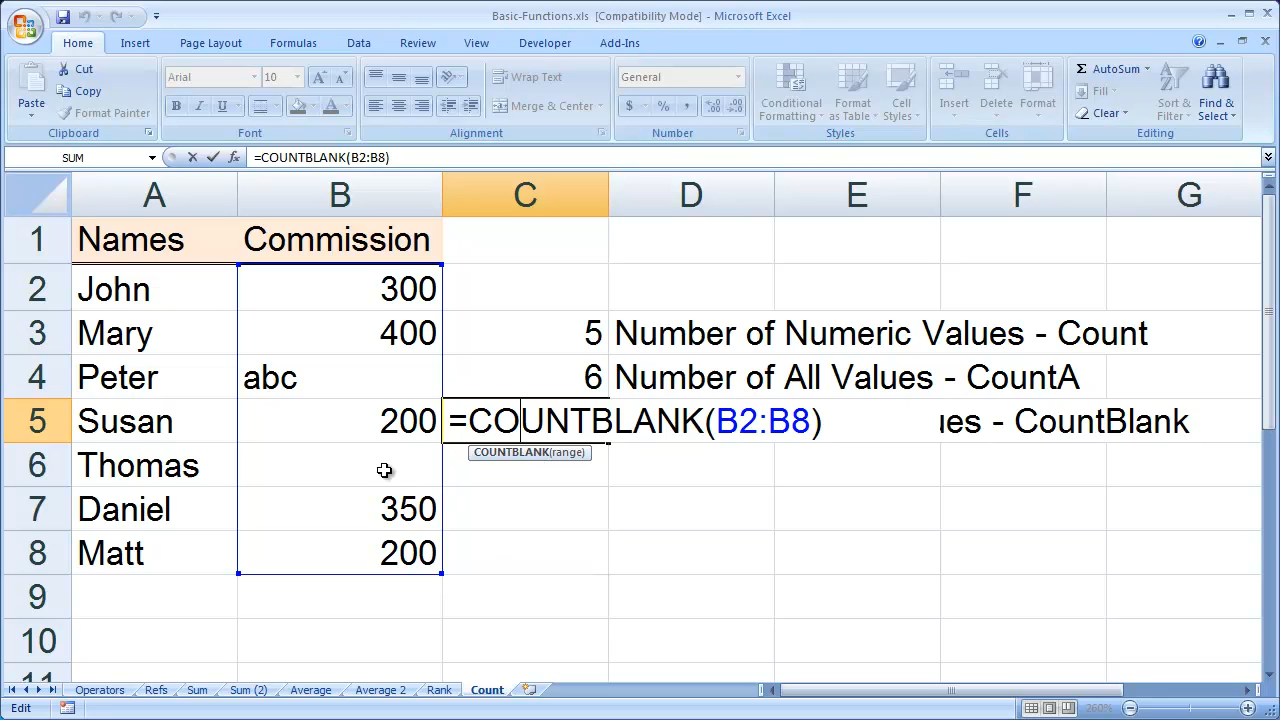 Basic-Functions.xls [Compatibility Mode] - Microsoft Excel
Home Insert Page Layout Formulas Data Review View Developer Add-Ins
Paste Cut Copy Format Painter Clipboard
Arial 10 B I U A Font
Wrap Text Merge & Center Alignment
General $ % , Number
Conditional Formatting Format as Table Cell Styles Styles
Insert Delete Format Cells
Σ AutoSum Fill Clear Sort & Filter Find & Select Editing
SUM fx =COUNTBLANK(B2:B8)
A B C D E F G
1 Names Commission
2 John 300
3 Mary 400 5 Number of Numeric Values - Count
4 Peter abc 6 Number of All Values - CountA
5 Susan 200 =COUNTBLANK(B2:B8) ues - CountBlank
COUNTBLANK(range)
6 Thomas
7 Daniel 350
8 Matt 200
9
10
11
Operators Refs Sum Sum (2) Average Average 2 Rank Count
Edit 260%